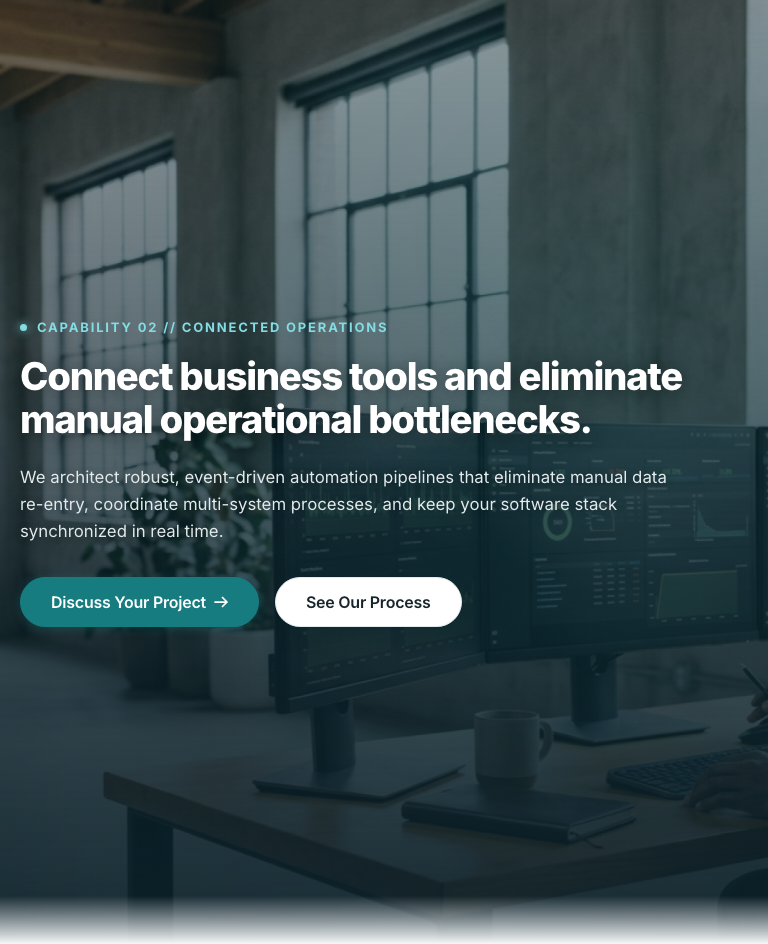 CAPABILITY 02 // CONNECTED OPERATIONS
Connect business tools and eliminate
manual operational bottlenecks.
We architect robust, event-driven automation pipelines that eliminate manual data
re-entry, coordinate multi-system processes, and keep your software stack
synchronized in real time.
Discuss Your Project →
See Our Process